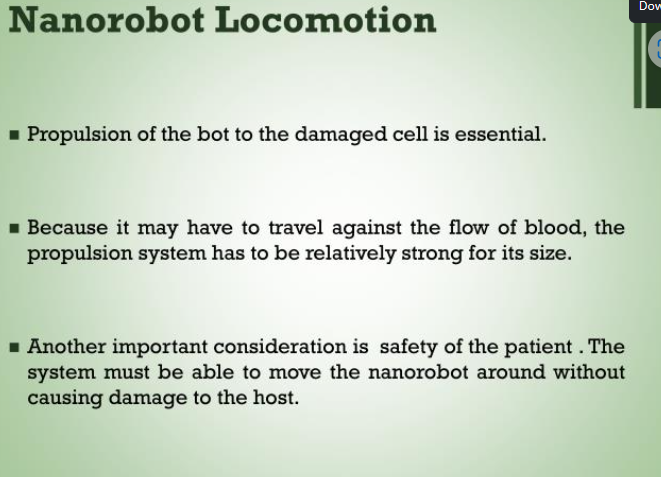 Nanorobot Locomotion
Dow
▪ Propulsion of the bot to the damaged cell is essential.
▪ Because it may have to travel against the flow of blood, the
propulsion system has to be relatively strong for its size.
▪ Another important consideration is safety of the patient . The
system must be able to move the nanorobot around without
causing damage to the host.